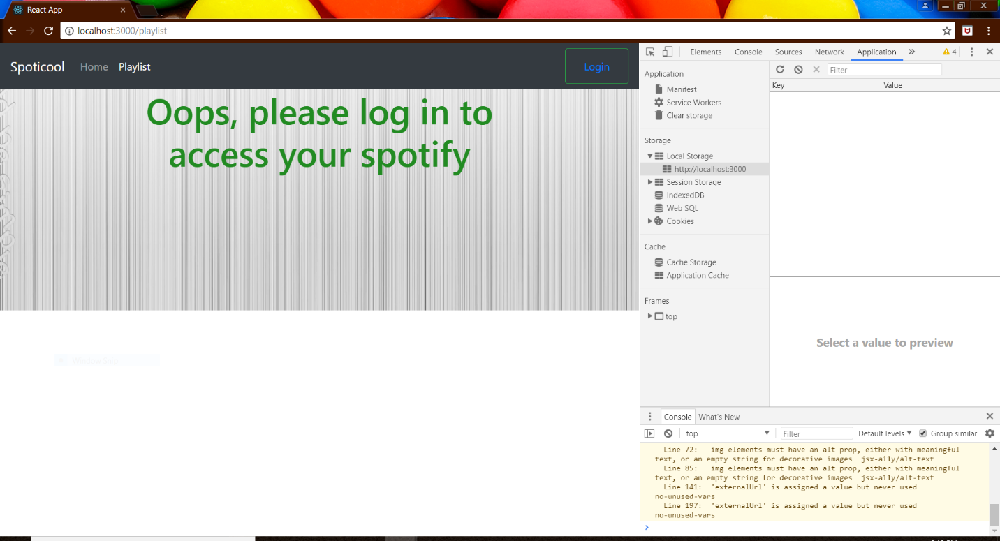 React App
localhost:3000/playlist
Spoticool Home Playlist Login
Oops, please log in to
access your spotify
Elements Console Sources Network Application » 4
Application
Manifest
Service Workers
Clear storage
Storage
Local Storage
http://localhost:3000
Session Storage
IndexedDB
Web SQL
Cookies
Cache
Cache Storage
Application Cache
Frames
top
Filter
Key Value
Select a value to preview
Console What's New
top Filter Default levels Group similar
Line 72: img elements must have an alt prop, either with meaningful
text, or an empty string for decorative images jsx-a11y/alt-text
Line 85: img elements must have an alt prop, either with meaningful
text, or an empty string for decorative images jsx-a11y/alt-text
Line 141: 'externalUrl' is assigned a value but never used
no-unused-vars
Line 197: 'externalUrl' is assigned a value but never used
no-unused-vars